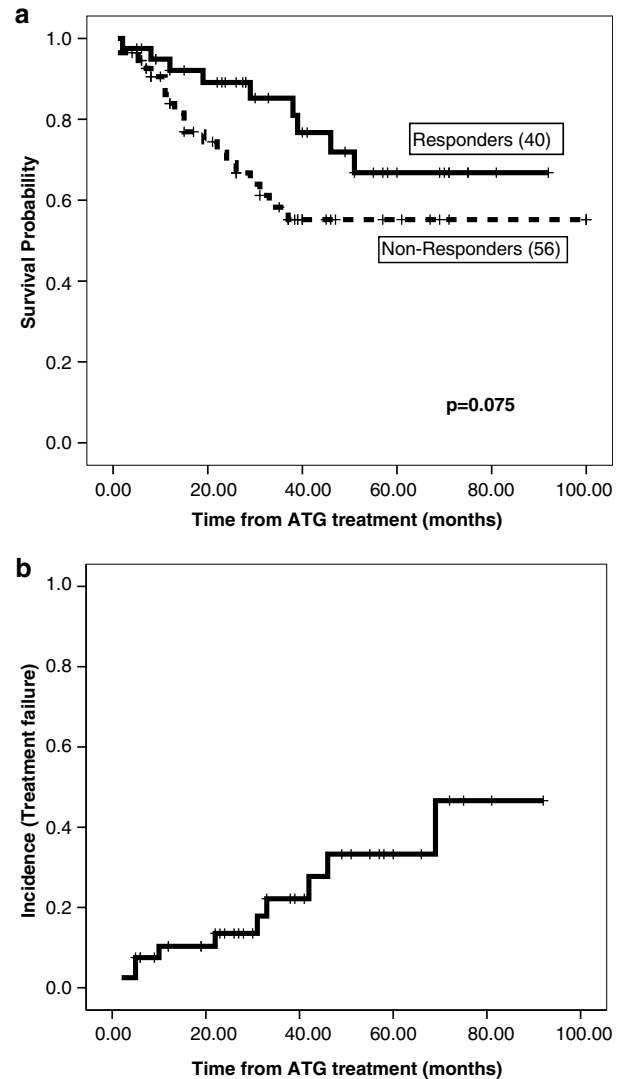 a
1.0
0.8
0.6
0.4
0.2
0.0
Survival Probability
Responders (40)
Non-Responders (56)
p=0.075
0.00 20.00 40.00 60.00 80.00 100.00
Time from ATG treatment (months)
b
1.0
0.8
0.6
0.4
0.2
0.0
Incidence (Treatment failure)
0.00 20.00 40.00 60.00 80.00 100.00
Time from ATG treatment (months)